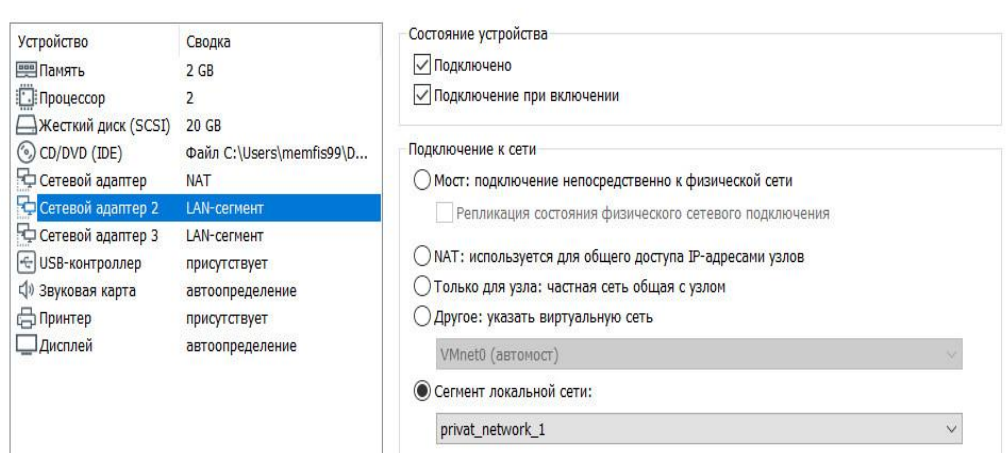 Устройство Сводка
Память 2 GB
Процессор 2
Жесткий диск (SCSI) 20 GB
CD/DVD (IDE) Файл C:\Users\memfis99\D...
Сетевой адаптер NAT
Сетевой адаптер 2 LAN-сегмент
Сетевой адаптер 3 LAN-сегмент
USB-контроллер присутствует
Звуковая карта автоопределение
Принтер присутствует
Дисплей автоопределение
Состояние устройства
Подключено
Подключение при включении
Подключение к сети
Мост: подключение непосредственно к физической сети
Репликация состояния физического сетевого подключения
NAT: используется для общего доступа IP-адресами узлов
Только для узла: частная сеть общая с узлом
Другое: указать виртуальную сеть
VMnet0 (автомост)
Сегмент локальной сети:
privat_network_1